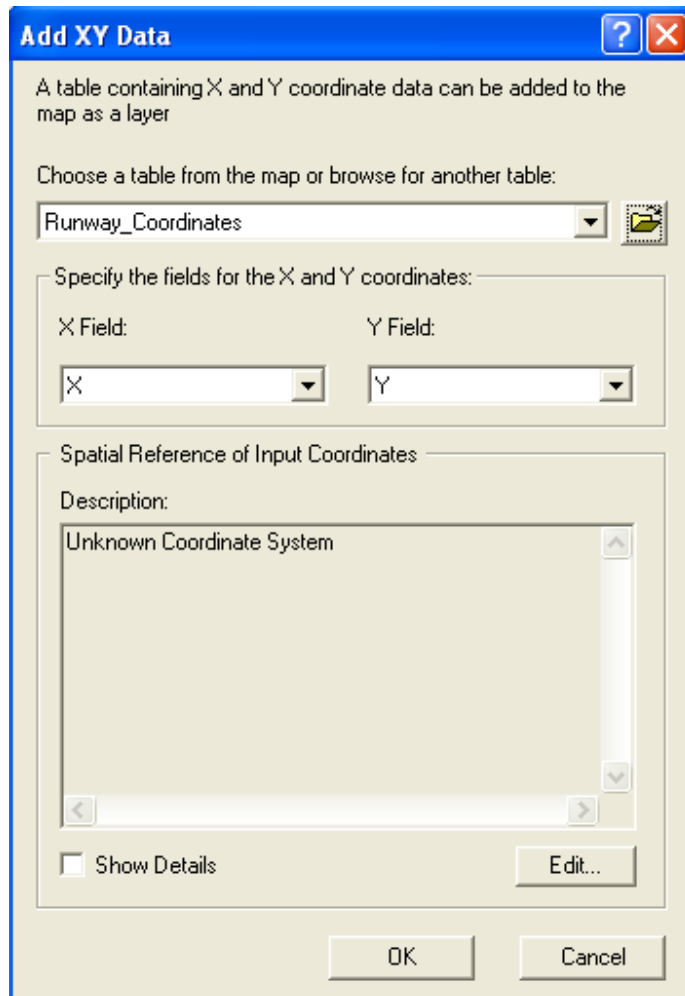 Add XY Data
?
A table containing X and Y coordinate data can be added to the
map as a layer
Choose a table from the map or browse for another table:
Runway_Coordinates
Specify the fields for the X and Y coordinates:
X Field: Y Field:
X Y
Spatial Reference of Input Coordinates
Description:
Unknown Coordinate System
Show Details Edit...
OK Cancel